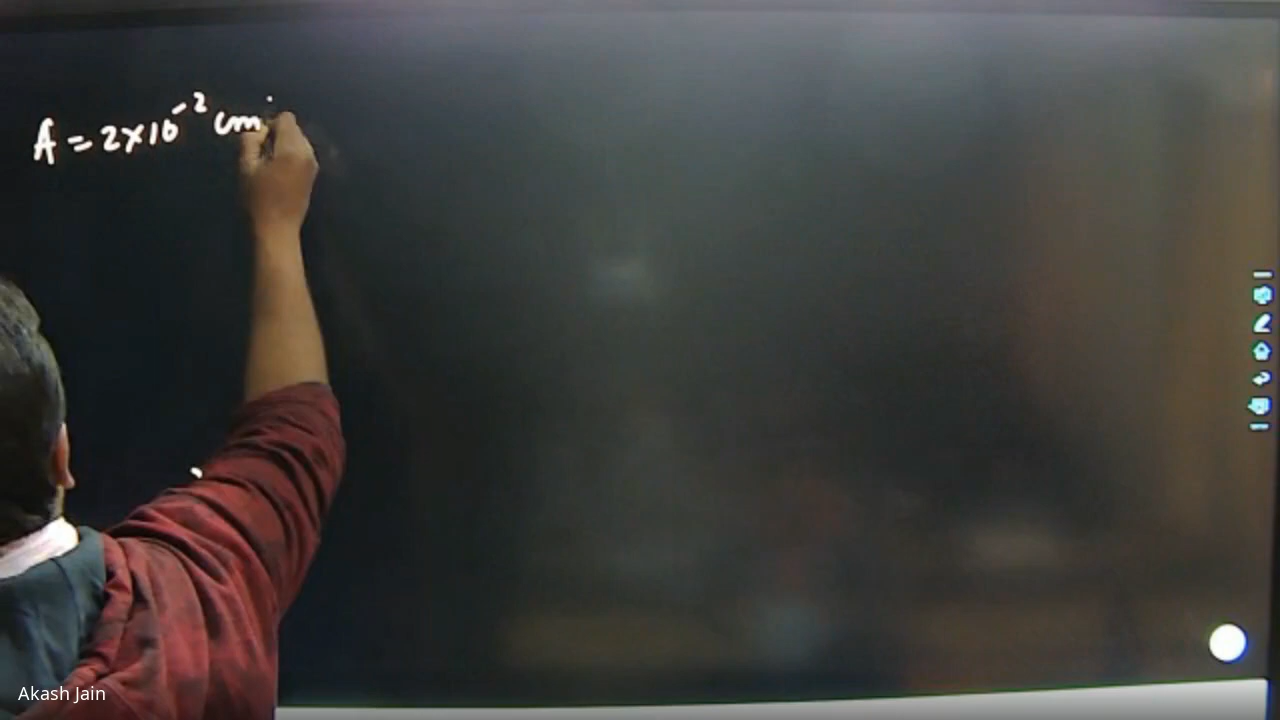 A = 2×10⁻² cm
Akash Jain